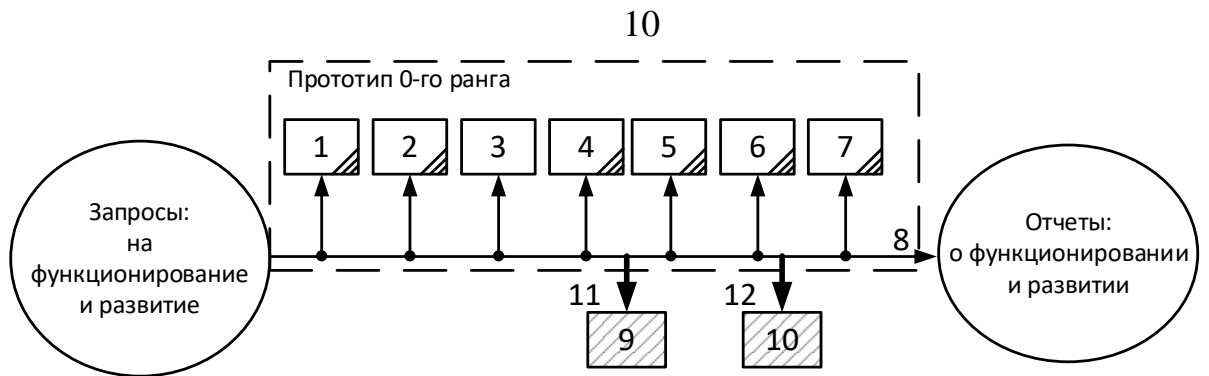 10
Прототип 0-го ранга
1 2 3 4 5 6 7
Запросы:
на
функционирование
и развитие
8
Отчеты:
о функционировании
и развитии
11 12
9 10